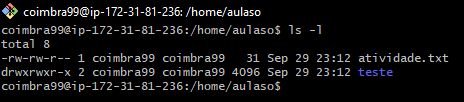 coimbra99@ip-172-31-81-236: /home/aulaso
coimbra99@ip-172-31-81-236:/home/aulaso$ ls -l
total 8
-rw-rw-r-- 1 coimbra99 coimbra99   31 Sep 29 23:12 atividade.txt
drwxrwxr-x 2 coimbra99 coimbra99 4096 Sep 29 23:12 teste
coimbra99@ip-172-31-81-236:/home/aulaso$